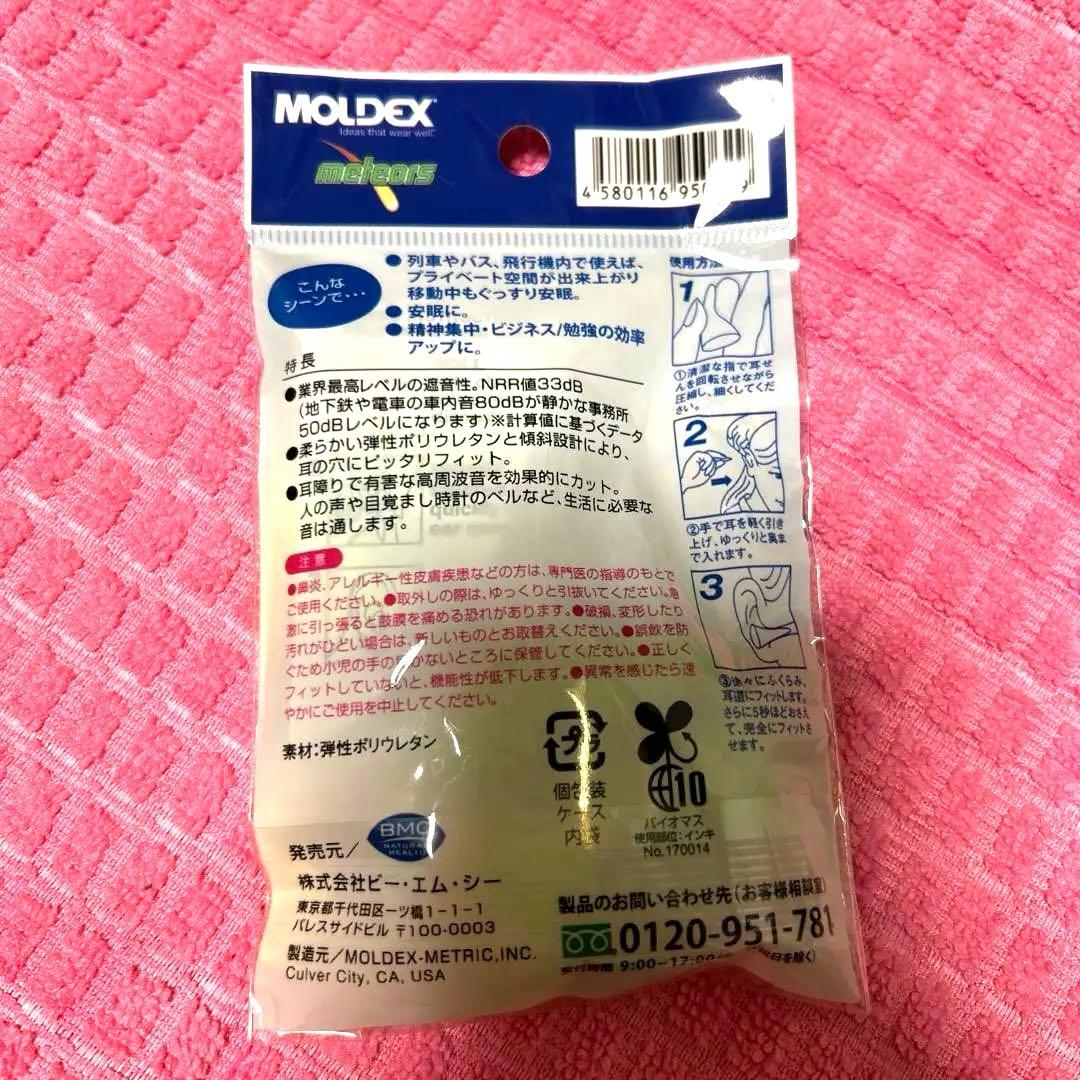 MOLDEX
Ideas that wear well.
meteors
4 580116 95
こんな
シーンで・・・
●列車やバス、飛行機内で使えば、
プライベート空間が出来上がり
移動中もぐっすり安眠。
●安眠に。
●精神集中・ビジネス/勉強の効率
アップに。
特長
●業界最高レベルの遮音性。NRR値33dB
(地下鉄や電車の車内音80dBが静かな事務所
50dBレベルになります)※計算値に基づくデータ
●柔らかい弾性ポリウレタンと傾斜設計により、
耳の穴にピッタリフィット。
●耳障りで有害な高周波音を効果的にカット。
人の声や目覚まし時計のベルなど、生活に必要な
音は通します。
注意
●鼻炎、アレルギー性皮膚疾患などの方は、専門医の指導のもとで
ご使用ください。●取外しの際は、ゆっくりと引抜いてください。急
激に引っ張ると鼓膜を痛める恐れがあります。●破損、変形したり
汚れがひどい場合は、新しいものとお取替えください。●誤飲を防
ぐため小児の手の届かないところに保管してください。●正しく
フィットしていないと、機能性が低下します。●異常を感じたら速
やかにご使用を中止してください。
素材：弾性ポリウレタン
使用方法
1
①清潔な指で耳せ
んを回転させながら
圧縮し、細くしてくだ
さい。
2
②手で耳を軽く引き
上げ、ゆっくりと奥ま
で入れます。
3
③徐々にふくらみ、
耳道にフィットします。
さらに5秒ほどおさえ
て、完全にフィットさ
せます。
プラ
個包装
ケース
内袋
10
バイオマス
使用部位：インキ
No.170014
発売元／
BMC
NATURAL
HEALTH
株式会社ビー・エム・シー
東京都千代田区一ツ橋1-1-1
パレスサイドビル 〒100-0003
製造元／MOLDEX-METRIC,INC.
Culver City, CA, USA
製品のお問い合わせ先(お客様相談室)
0120-951-781
受付時間 9:00~17:00
日を除く)